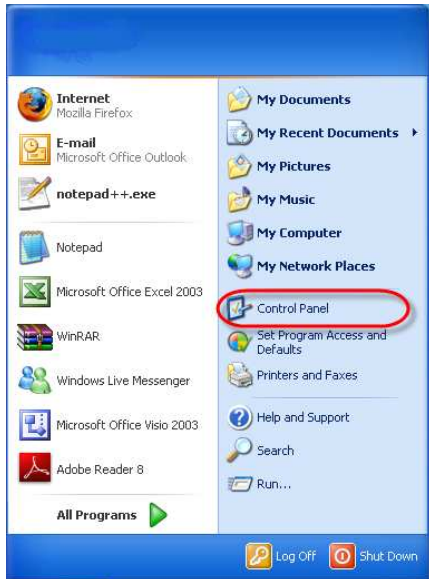 Internet
Mozilla Firefox
E-mail
Microsoft Office Outlook
notepad++.exe
Notepad
Microsoft Office Excel 2003
WinRAR
Windows Live Messenger
Microsoft Office Visio 2003
Adobe Reader 8
All Programs
My Documents
My Recent Documents
My Pictures
My Music
My Computer
My Network Places
Control Panel
Set Program Access and
Defaults
Printers and Faxes
Help and Support
Search
Run...
Log Off
Shut Down